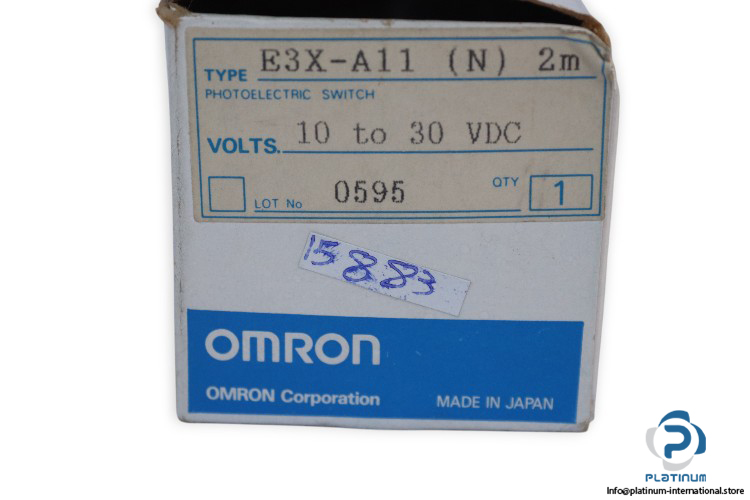 TYPE E3X-A11 (N) 2m
PHOTOELECTRIC SWITCH
VOLTS. 10 to 30 VDC
LOT No 0595 QTY 1
15883
OMRON
OMRON Corporation MADE IN JAPAN
PLATINUM
Info@platinum-international.store